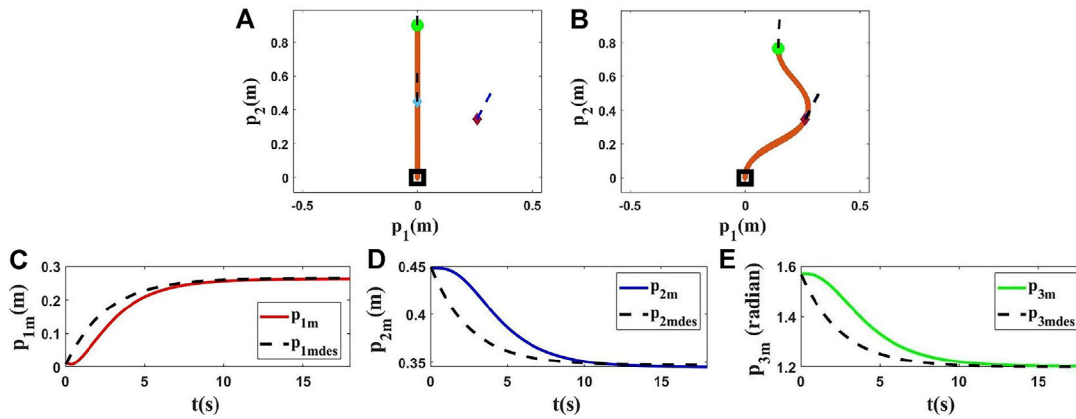 A
p₂(m)
0.8
0.6
0.4
0.2
0
-0.5
0
0.5
p₁(m)
B
p₂(m)
0.8
0.6
0.4
0.2
0
-0.5
0
0.5
p₁(m)
C
p₁ₘ(m)
0.3
0.2
0.1
0
0
5
10
15
t(s)
p₁ₘ
p₁mdes
D
p₂ₘ(m)
0.45
0.4
0.35
0
5
10
15
t(s)
p₂ₘ
p₂mdes
E
p₃ₘ (radian)
1.6
1.4
1.2
0
5
10
15
t(s)
p₃ₘ
p₃mdes